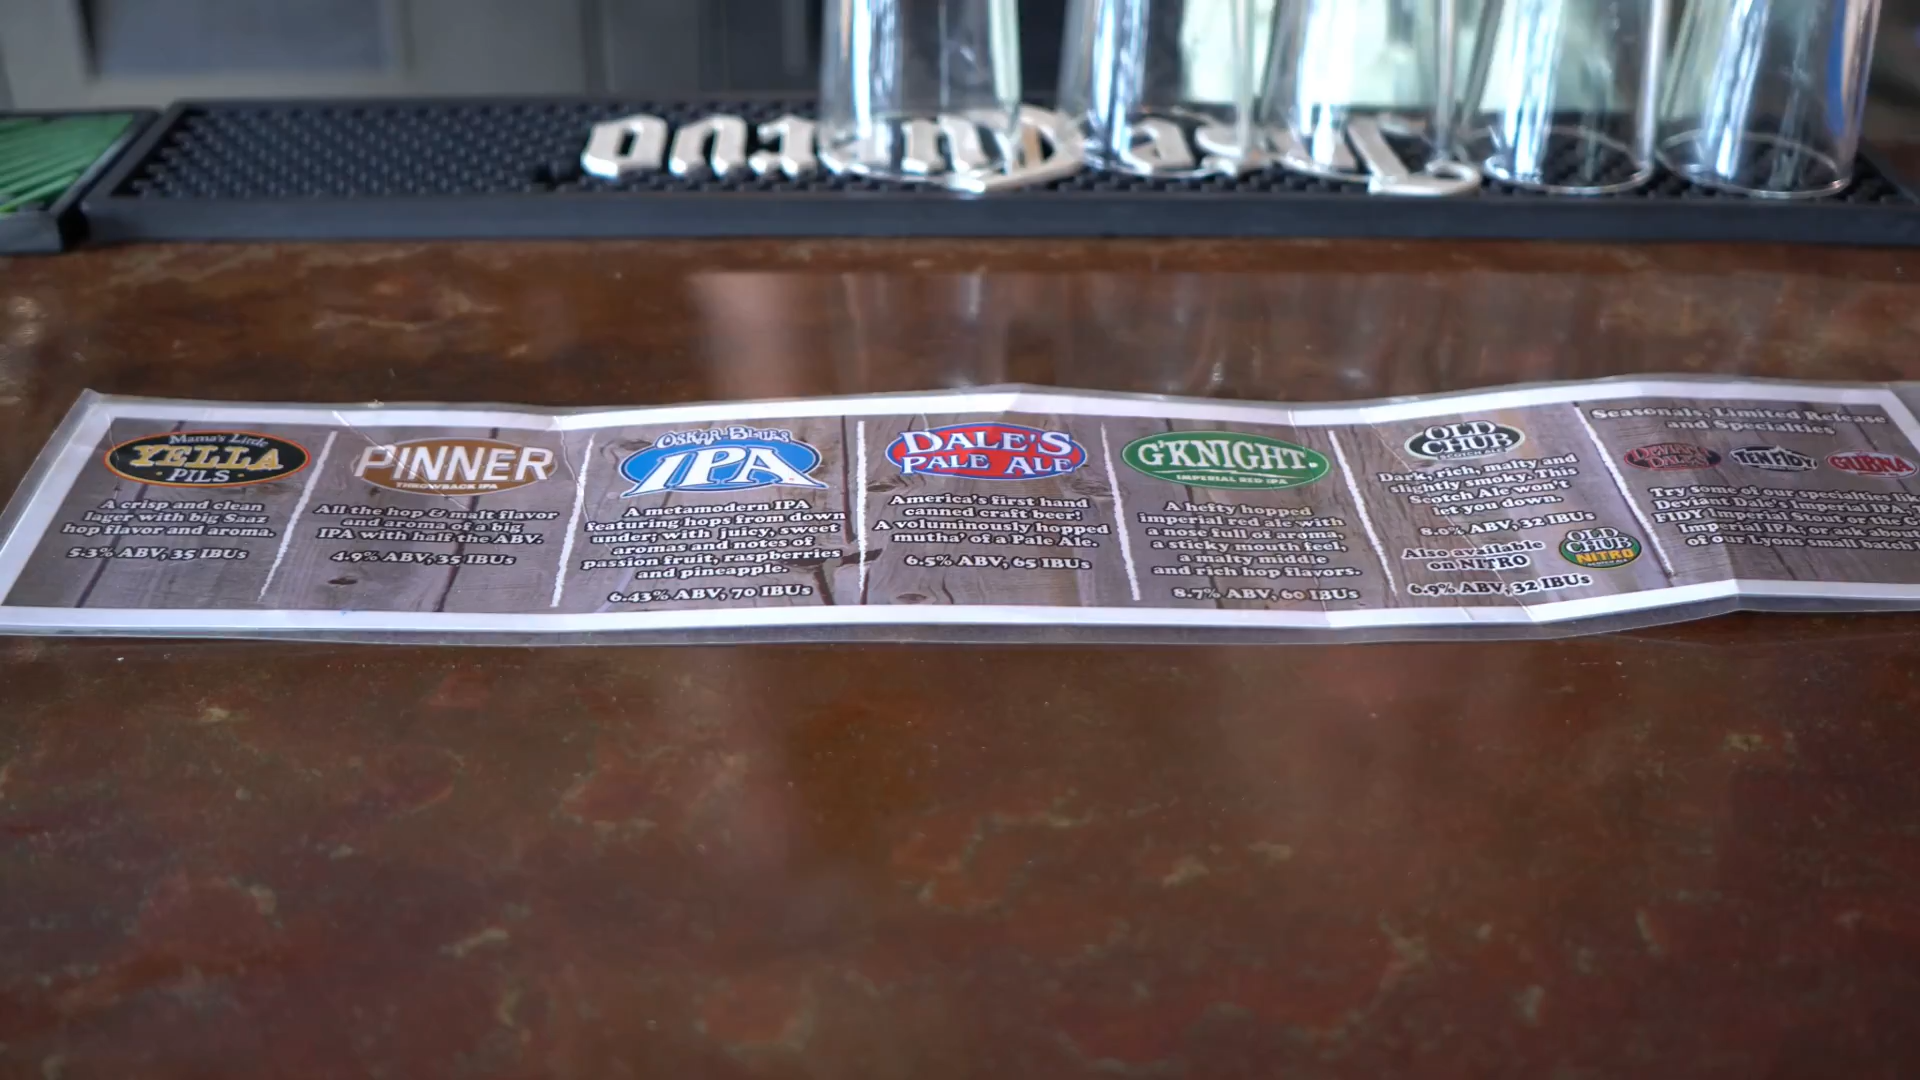 Jose Cuervo
Mama's Little
YELLA
PILS
A crisp and clean
lager with big Saaz
hop flavor and aroma.
5.3% ABV, 35 IBUs
PINNER
THROWBACK IPA
All the hop & malt flavor
and aroma of a big
IPA with half the ABV.
4.9% ABV, 35 IBUs
OSKAR BLUES
IPA
A metamodern IPA
featuring hops from down
under; with juicy, sweet
aromas and notes of
passion fruit, raspberries
and pineapple.
6.43% ABV, 70 IBUs
DALE'S
PALE ALE
America's first hand
canned craft beer!
A voluminously hopped
mutha' of a Pale Ale.
6.5% ABV, 65 IBUs
G'KNIGHT.
IMPERIAL RED IPA
A hefty hopped
imperial red ale with
a nose full of aroma,
a sticky mouth feel,
a malty middle
and rich hop flavors.
8.7% ABV, 60 IBUs
OLD
CHUB
SCOTCH ALE
Dark, rich, malty and
slightly smoky. This
Scotch Ale won't
let you down.
ABV, 32 IBUs
Also available
on NITRO
OLD
CHUB
NITRO
6.9% ABV, 32 IBUs
Seasonals, Limited Release
and Specialties
DEVIANT
DALE'S
TEN FIDY
GUBNA
Try some of our specialties
Deviant Dale's Imperial IPA,
FIDY Imperial Stout or the G
Imperial IPA, or ask about
of our Lyons small batch